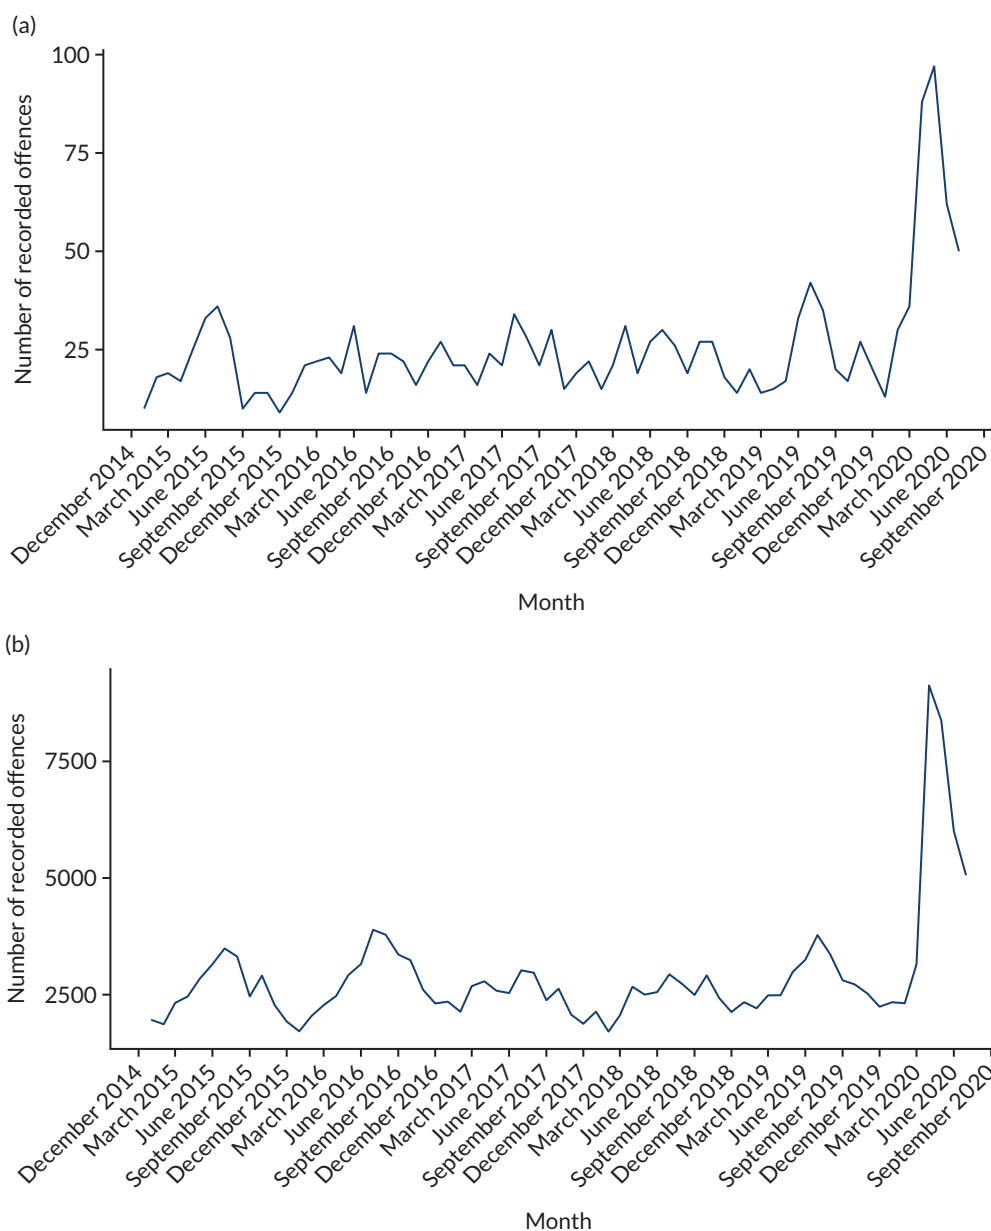 (a)
Number of recorded offences
100
75
50
25
December 2014
March 2015
June 2015
September 2015
December 2015
March 2016
June 2016
September 2016
December 2016
March 2017
June 2017
September 2017
December 2017
March 2018
June 2018
September 2018
December 2018
March 2019
June 2019
September 2019
December 2019
March 2020
June 2020
September 2020
Month
(b)
Number of recorded offences
7500
5000
2500
December 2014
March 2015
June 2015
September 2015
December 2015
March 2016
June 2016
September 2016
December 2016
March 2017
June 2017
September 2017
December 2017
March 2018
June 2018
September 2018
December 2018
March 2019
June 2019
September 2019
December 2019
March 2020
June 2020
September 2020
Month